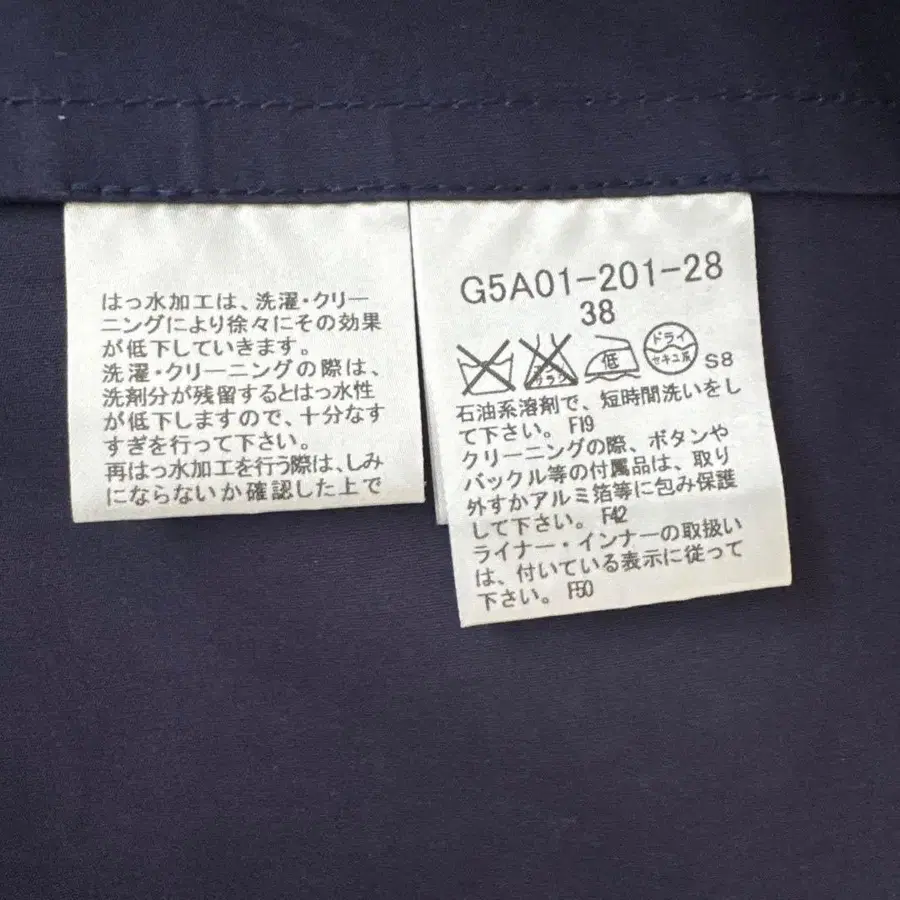 はっ水加工は、洗濯・クリー
ニングにより徐々にその効果
が低下していきます。
洗濯・クリーニングの際は、
洗剤分が残留するとはっ水性
が低下しますので、十分なす
すぎを行って下さい。
再はっ水加工を行う際は、しみ
にならないか確認した上で
G5A01-201-28
38
エンソ
サラシ
低
ドライ
セキユ系
S8
石油系溶剤で、短時間洗いをし
て下さい。 F19
クリーニングの際、ボタンや
バックル等の付属品は、取り
外すかアルミ箔等に包み保護
して下さい。 F42
ライナー・インナーの取扱い
は、付いている表示に従って
下さい。 F50